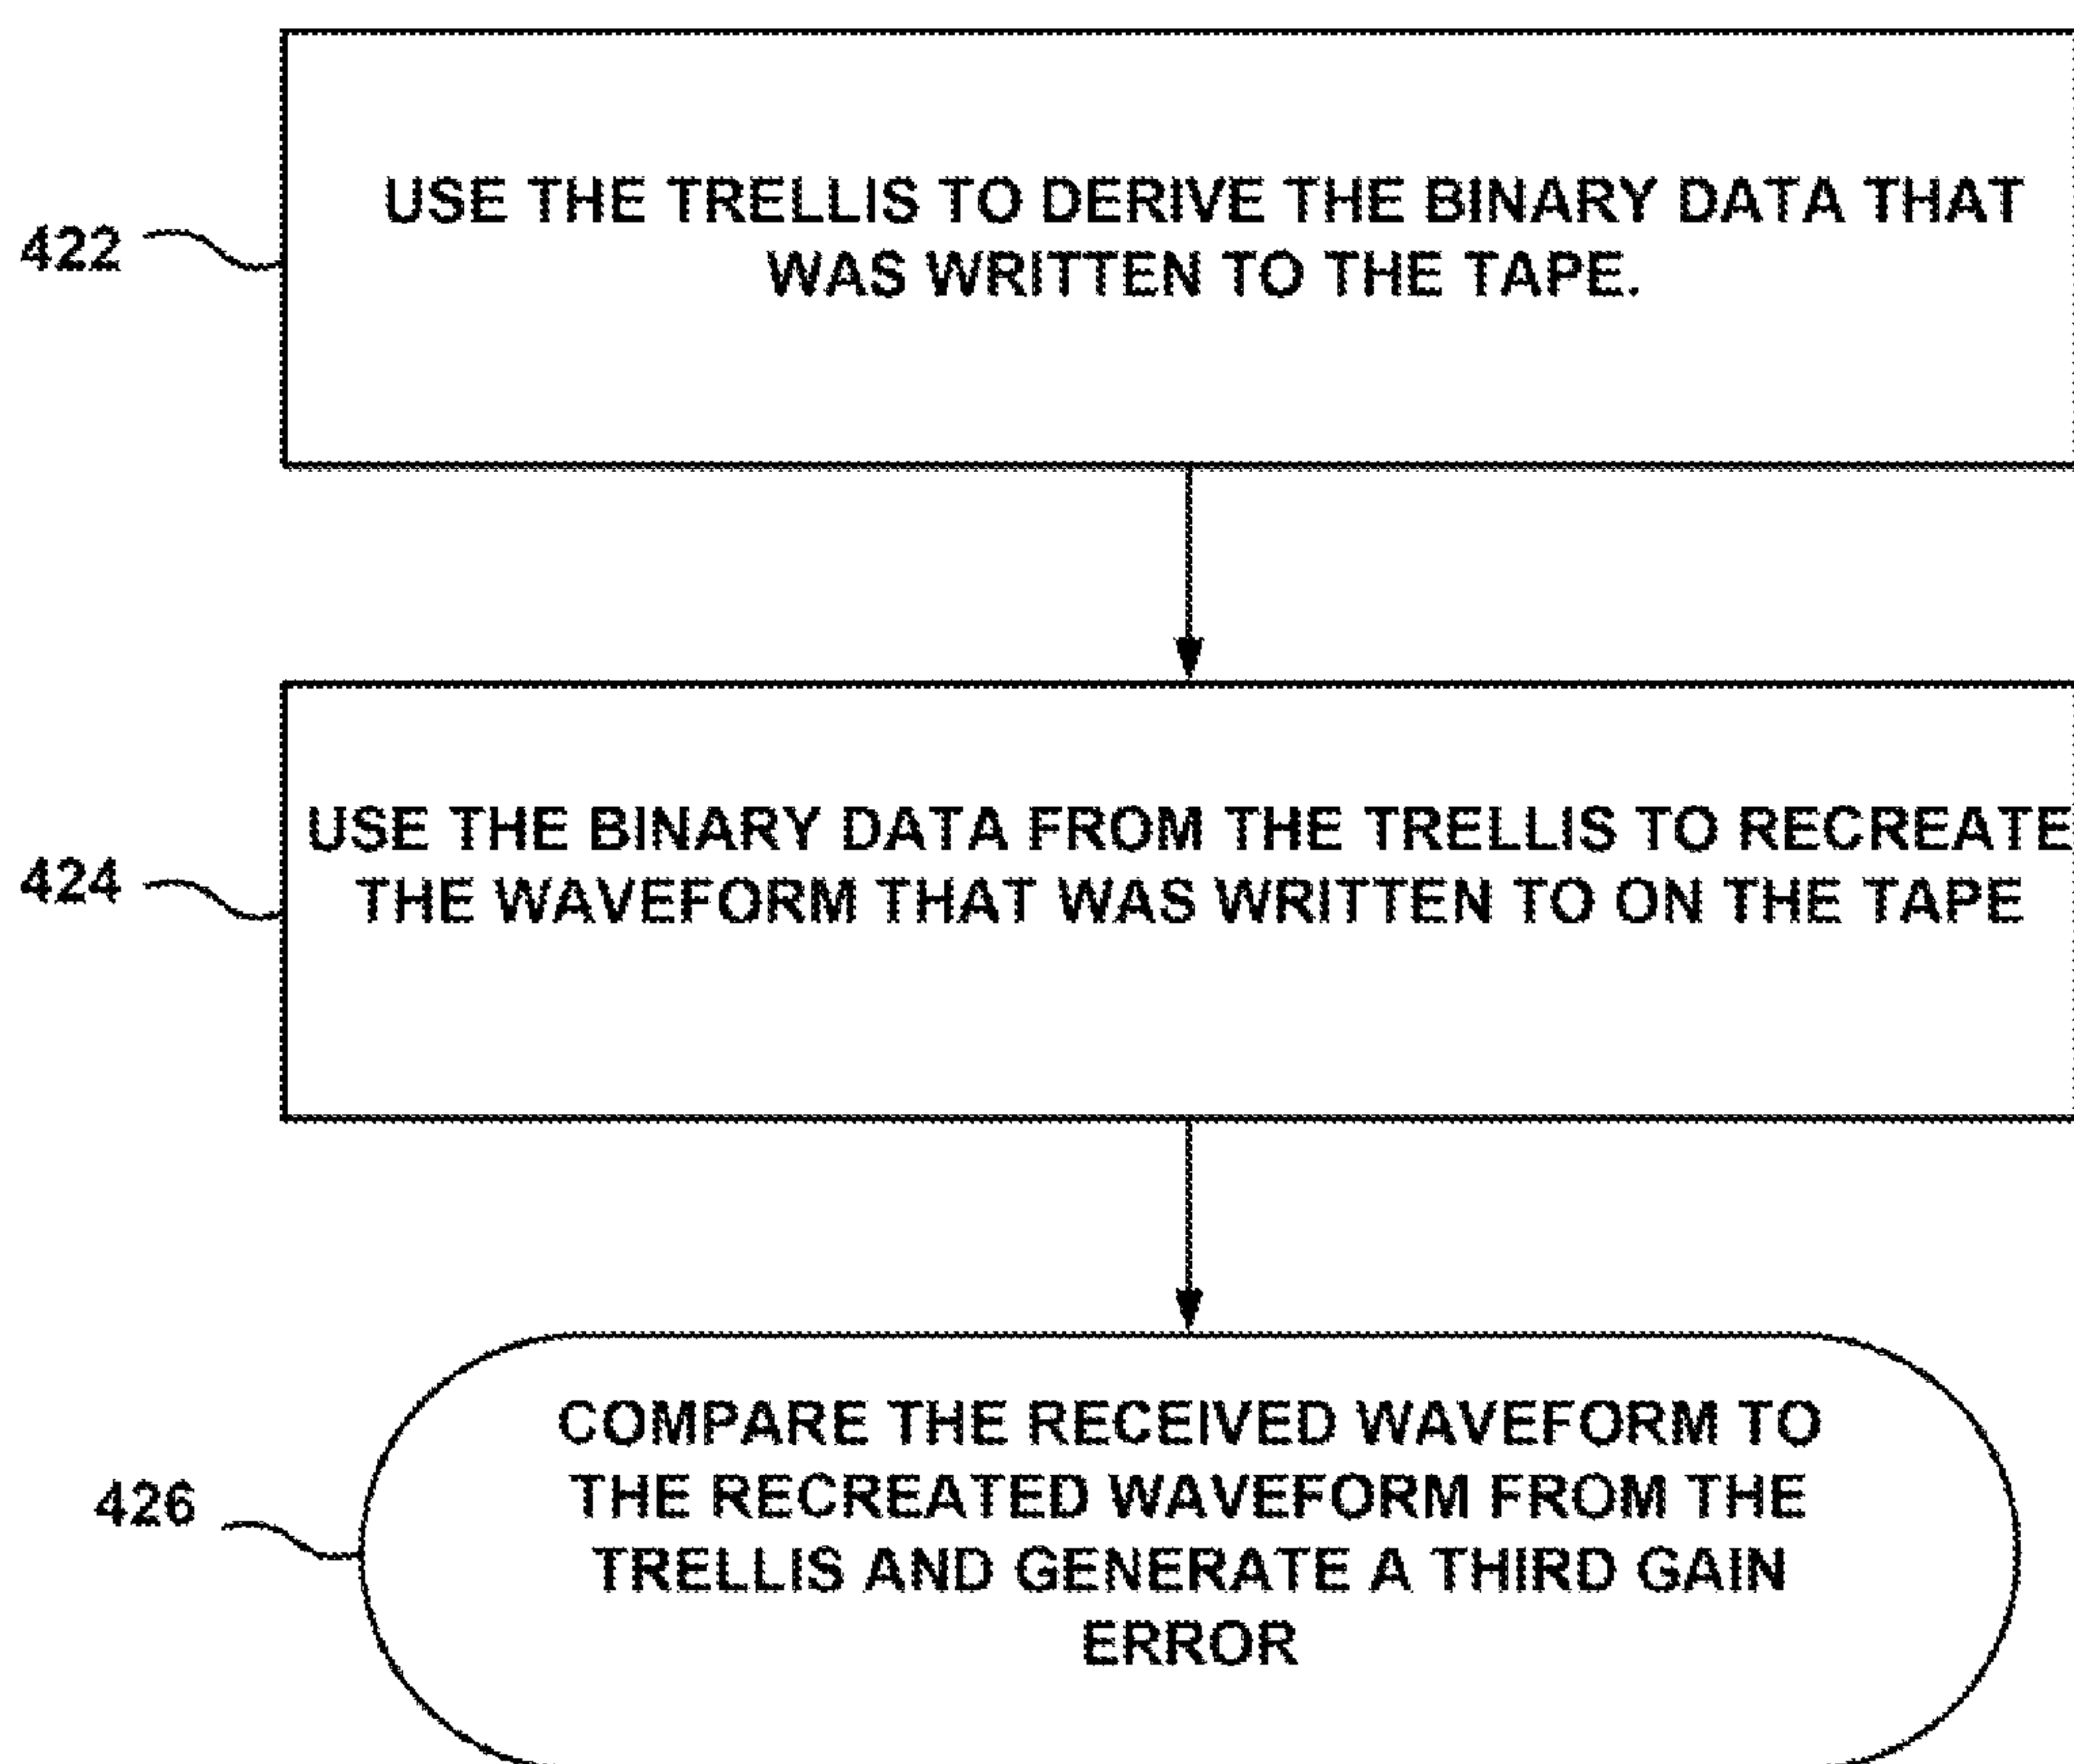 USE THE TRELLIS TO DERIVE THE BINARY DATA THAT
WAS WRITTEN TO THE TAPE.
422
USE THE BINARY DATA FROM THE TRELLIS TO RECREATE
THE WAVEFORM THAT WAS WRITTEN TO ON THE TAPE
424
COMPARE THE RECEIVED WAVEFORM TO
THE RECREATED WAVEFORM FROM THE
TRELLIS AND GENERATE A THIRD GAIN
ERROR
426